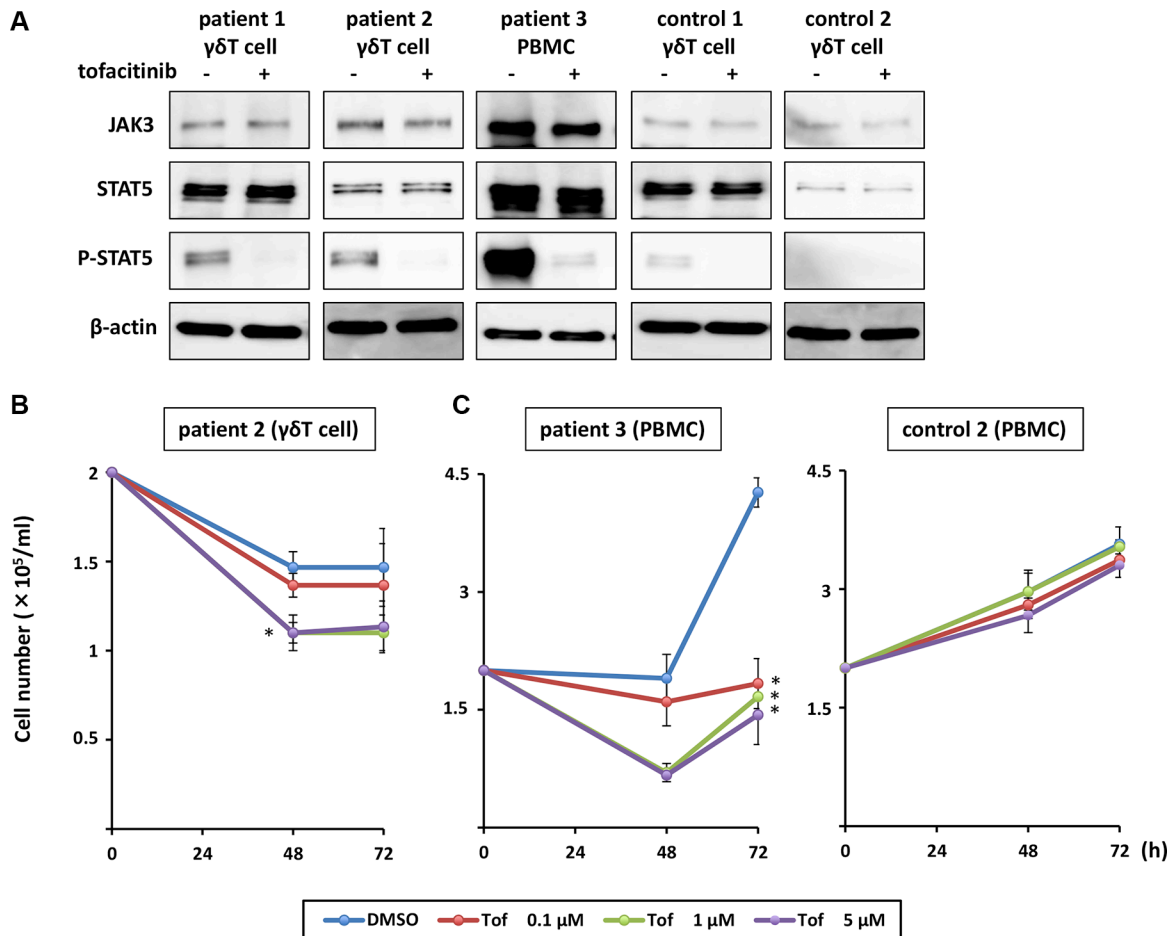 A
patient 1 patient 2 patient 3 control 1 control 2
γδT cell γδT cell PBMC γδT cell γδT cell
tofacitinib - + - + - + - + - +
JAK3
STAT5
P-STAT5
β-actin
B C
patient 2 (γδT cell) patient 3 (PBMC) control 2 (PBMC)
Cell number ( × 10⁵/ml)
2
1.5
1
0.5
*
0 24 48 72
4.5
3
1.5
*
*
*
0 24 48 72
4.5
3
1.5
0 24 48 72 (h)
DMSO Tof 0.1 μM Tof 1 μM Tof 5 μM